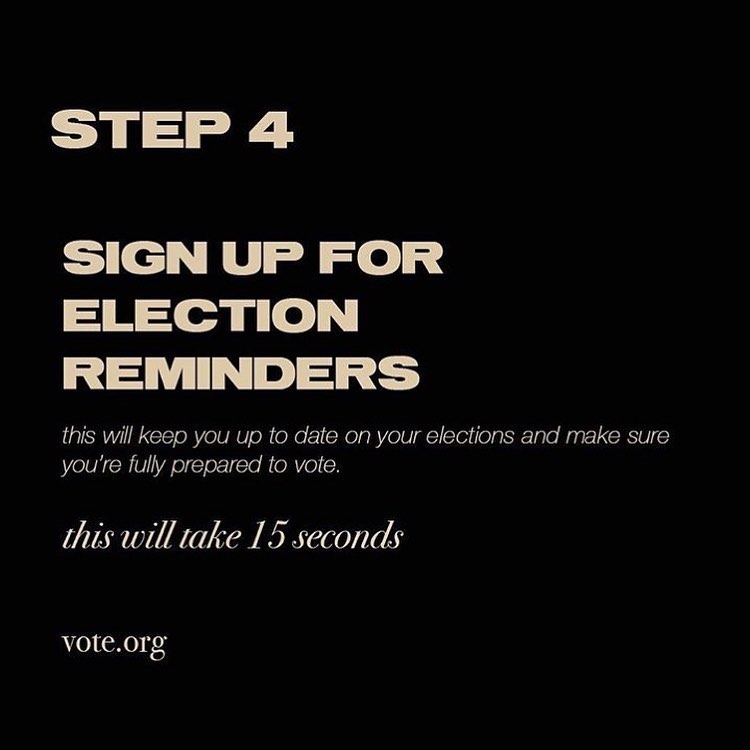 STEP 4
SIGN UP FOR
ELECTION
REMINDERS
this will keep you up to date on your elections and make sure
you're fully prepared to vote.
this will take 15 seconds
vote.org